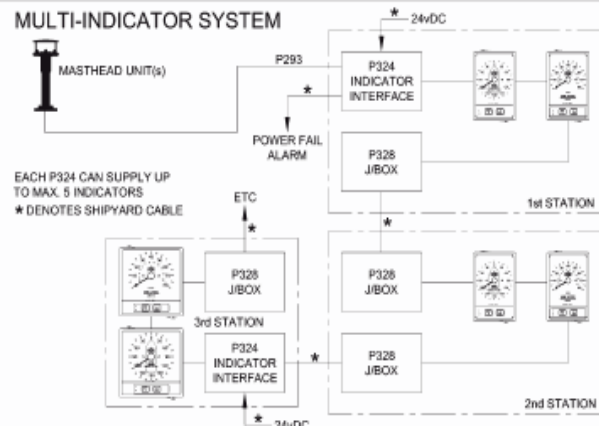 MULTI-INDICATOR SYSTEM
MASTHEAD UNIT(s)
P293
*
24vDC
P324
INDICATOR
INTERFACE
*
POWER FAIL
ALARM
P328
J/BOX
1st STATION
EACH P324 CAN SUPPLY UP
TO MAX. 5 INDICATORS
* DENOTES SHIPYARD CABLE
ETC
*
*
P328
J/BOX
3rd STATION
P324
INDICATOR
INTERFACE
*
P328
J/BOX
P328
J/BOX
2nd STATION
*
24vDC